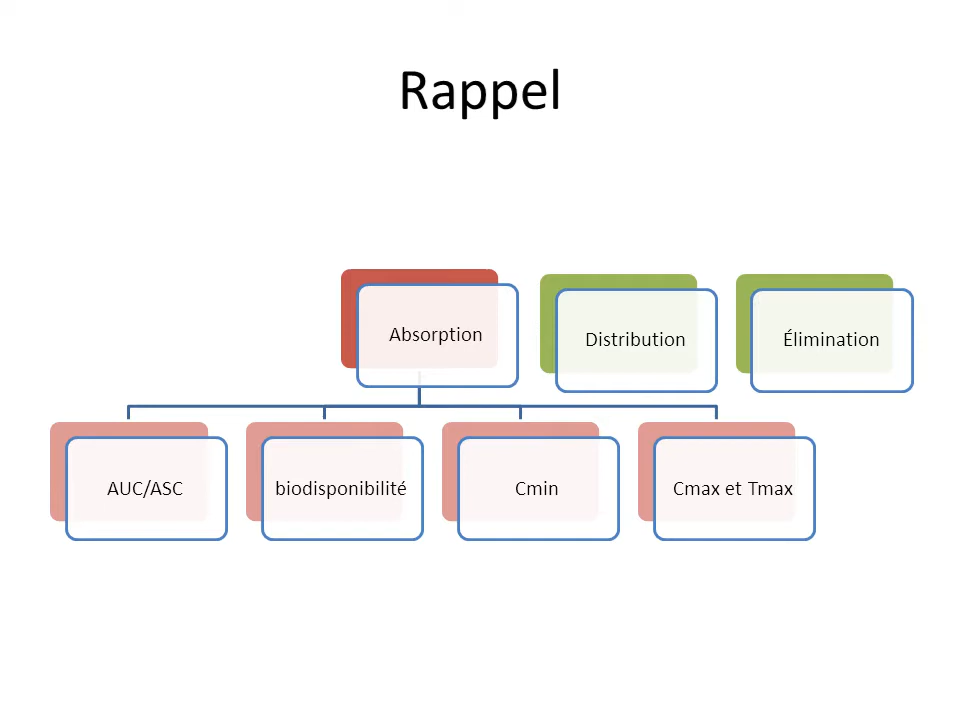 Rappel
Absorption
Distribution
Élimination
AUC/ASC
biodisponibilité
Cmin
Cmax et Tmax